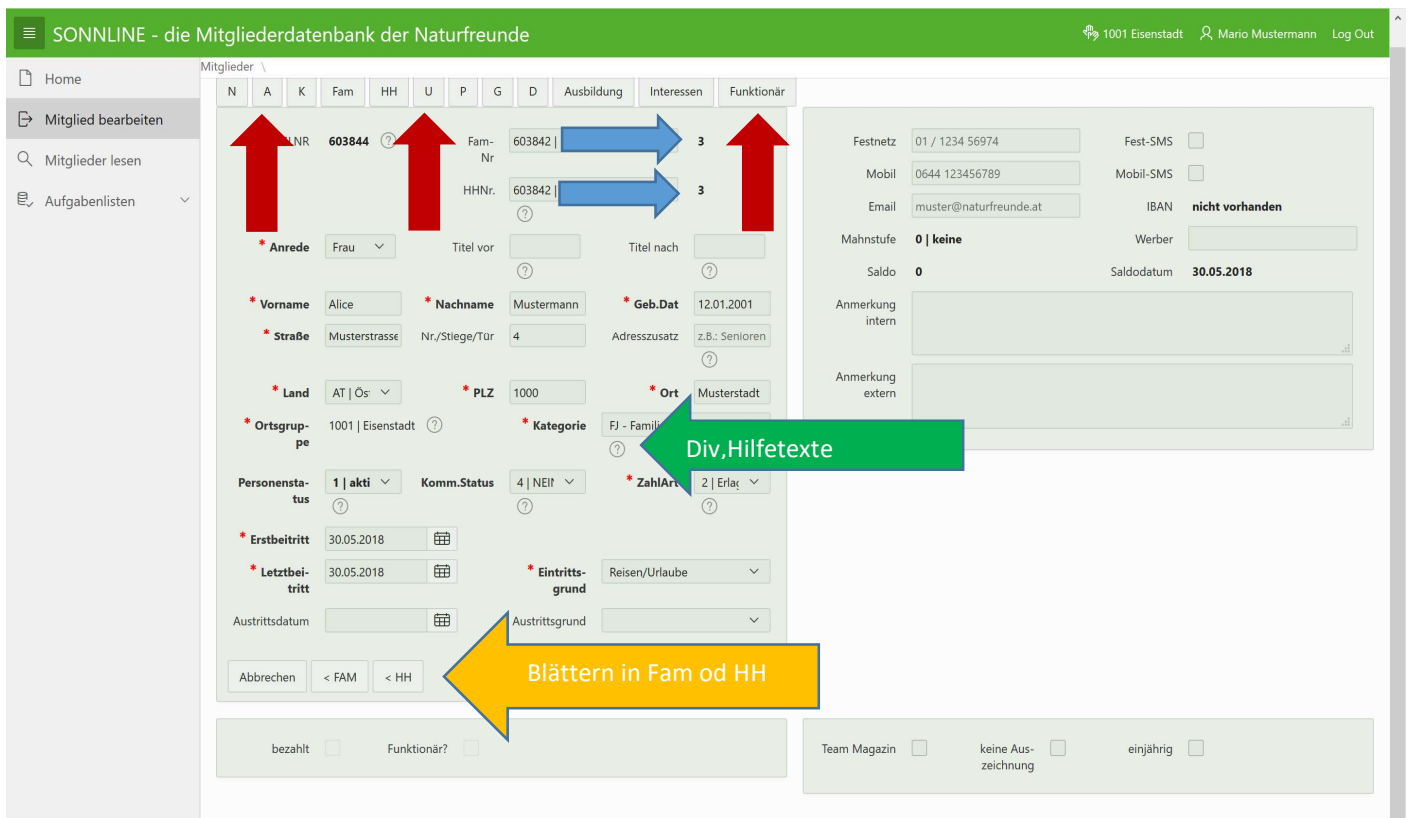 SONNLINE - die Mitgliederdatenbank der Naturfreunde 1001 Eisenstadt Mario Mustermann Log Out
Home
Mitglied bearbeiten
Mitglieder lesen
Aufgabenlisten
Mitglieder \
N A K Fam HH U P G D Ausbildung Interessen Funktionär
NR 603844 ? Fam- 603842 | 3
Nr
HHNr. 603842 | 3
?
* Anrede Frau Titel vor Titel nach
? ?
* Vorname Alice * Nachname Mustermann * Geb.Dat 12.01.2001
* Straße Musterstrasse Nr./Stiege/Tür 4 Adresszusatz z.B.: Senioren
?
* Land AT | Ös * PLZ 1000 * Ort Musterstadt
* Ortsgrup- 1001 | Eisenstadt ? * Kategorie FJ - Famili
pe ?
Div,Hilfetexte
Personensta- 1 | akti Komm.Status 4 | NEI * ZahlArt 2 | Erla
tus ? ? ?
* Erstbeitritt 30.05.2018
* Letztbei- 30.05.2018 * Eintritts- Reisen/Urlaube
tritt grund
Austrittsdatum Austrittsgrund
Abbrechen < FAM < HH Blättern in Fam od HH
bezahlt Funktionär?
Festnetz 01 / 1234 56974 Fest-SMS
Mobil 0644 123456789 Mobil-SMS
Email muster@naturfreunde.at IBAN nicht vorhanden
Mahnstufe 0 | keine Werber
Saldo 0 Saldodatum 30.05.2018
Anmerkung
intern
Anmerkung
extern
Team Magazin keine Aus- einjährig
zeichnung